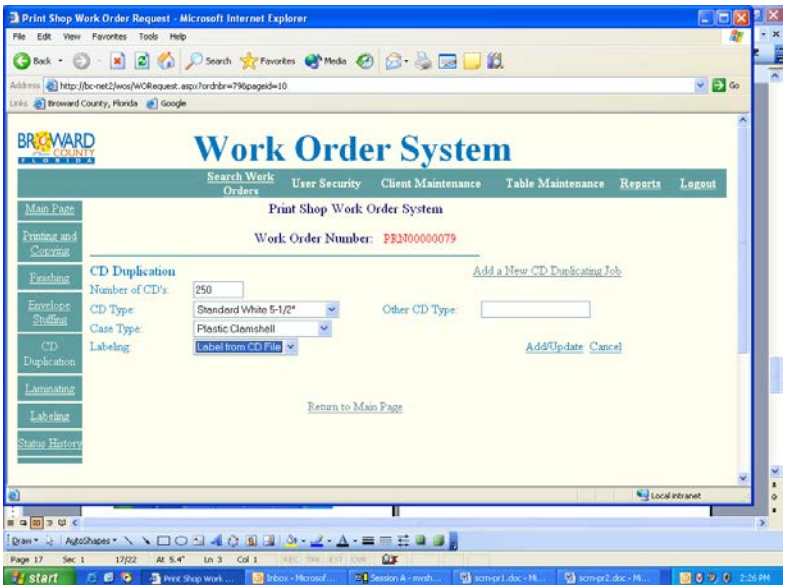 Print Shop Work Order Request - Microsoft Internet Explorer
File Edit View Favorites Tools Help
Back Search Favorites Media
Address http://bc-net2/wos/WORequest.aspx?ordnbr=79&pageid=10 Go
Links Broward County, Florida Google
BROWARD
COUNTY
FLORIDA
Work Order System
Search Work Orders User Security Client Maintenance Table Maintenance Reports Logout
Main Page
Printing and
Copying
Finishing
Envelope
Stuffing
CD
Duplication
Laminating
Labeling
Status History
Print Shop Work Order System
Work Order Number: PRN00000079
CD Duplication Add a New CD Duplicating Job
Number of CD's: 250
CD Type: Standard White 5-1/2" Other CD Type:
Case Type: Plastic Clamshell
Labeling: Label from CD File Add/Update Cancel
Return to Main Page
Local intranet
Draw AutoShapes
Page 17 Sec 1 17/22 At 5.4" Ln 3 Col 1 REC TRK EXT OVR
start Print Shop Work ... Inbox - Microsof... Session A - mvsh... scrn-pr1.doc - Mi... scrn-pr2.doc - Mi... 2:26 PM